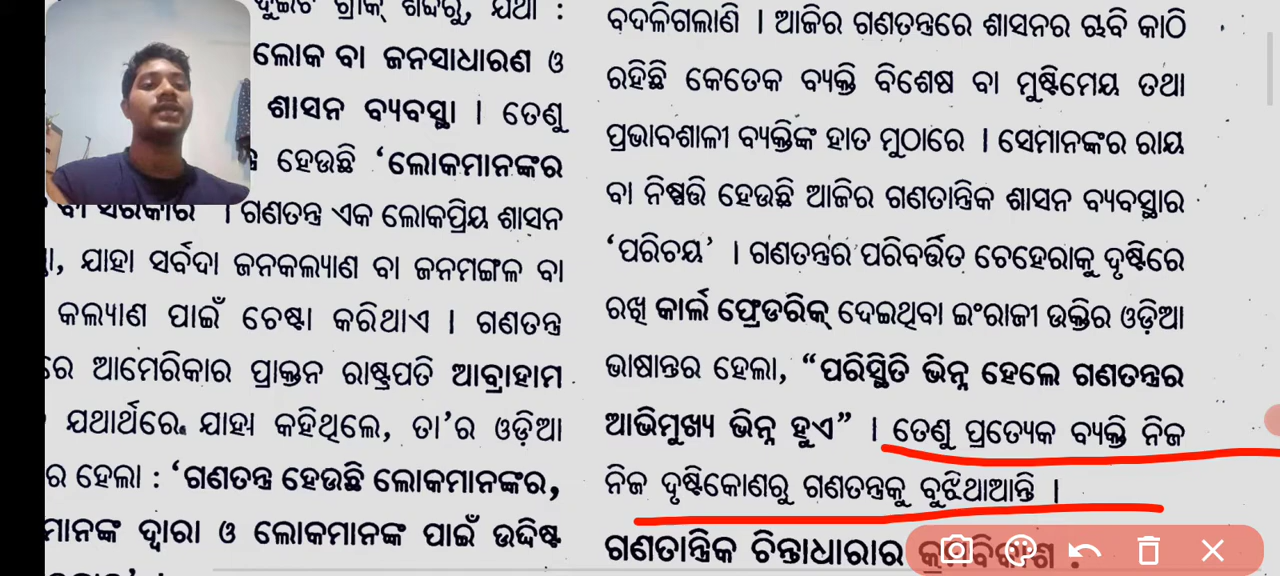 ଦୁଇଟି ଗ୍ରୀକ୍ ଶବ୍ଦରୁ, ଯଥା :
ଲୋକ ବା ଜନସାଧାରଣ ଓ
ଶାସନ ବ୍ୟବସ୍ଥା । ତେଣୁ
ହେଉଛି ‘ଲୋକମାନଙ୍କର
ବା ସରକାର’ । ଗଣତନ୍ତ୍ର ଏକ ଲୋକପ୍ରିୟ ଶାସନ
ଯାହା ସର୍ବଦା ଜନକଲ୍ୟାଣ ବା ଜନମଙ୍ଗଳ ବା
କଲ୍ୟାଣ ପାଇଁ ଚେଷ୍ଟା କରିଥାଏ । ଗଣତନ୍ତ୍ର
ରେ ଆମେରିକାର ପ୍ରାକ୍ତନ ରାଷ୍ଟ୍ରପତି ଆବ୍ରାହାମ
ଯଥାର୍ଥରେ ଯାହା କହିଥିଲେ, ତା’ର ଓଡ଼ିଆ
ର ହେଲା : ‘ଗଣତନ୍ତ୍ର ହେଉଛି ଲୋକମାନଙ୍କର,
ମାନଙ୍କ ଦ୍ୱାରା ଓ ଲୋକମାନଙ୍କ ପାଇଁ ଉଦ୍ଦିଷ୍ଟ
ବଦଳିଗଲାଣି । ଆଜିର ଗଣତନ୍ତ୍ରରେ ଶାସନର ଋବି କାଠି
ରହିଛି କେତେକ ବ୍ୟକ୍ତି ବିଶେଷ ବା ମୁଷ୍ଟିମେୟ ତଥା
ପ୍ରଭାବଶାଳୀ ବ୍ୟକ୍ତିଙ୍କ ହାତ ମୁଠାରେ । ସେମାନଙ୍କର ରାୟ
ବା ନିଷ୍ପତ୍ତି ହେଉଛି ଆଜିର ଗଣତାନ୍ତ୍ରିକ ଶାସନ ବ୍ୟବସ୍ଥାର
‘ପରିଚୟ’ । ଗଣତନ୍ତ୍ରର ପରିବର୍ତ୍ତିତ ଚେହେରାକୁ ଦୃଷ୍ଟିରେ
ରଖି କାର୍ଲ ଫ୍ରେଡରିକ୍ ଦେଇଥିବା ଇଂରାଜୀ ଉକ୍ତିର ଓଡ଼ିଆ
ଭାଷାନ୍ତର ହେଲା, “ପରିସ୍ଥିତି ଭିନ୍ନ ହେଲେ ଗଣତନ୍ତ୍ରର
ଆଭିମୁଖ୍ୟ ଭିନ୍ନ ହୁଏ” । ତେଣୁ ପ୍ରତ୍ୟେକ ବ୍ୟକ୍ତି ନିଜ
ନିଜ ଦୃଷ୍ଟିକୋଣରୁ ଗଣତନ୍ତ୍ରକୁ ବୁଝିଥାଆନ୍ତି ।
ଗଣତାନ୍ତ୍ରିକ ଚିନ୍ତାଧାରାର କ୍ରମବିକାଶ :